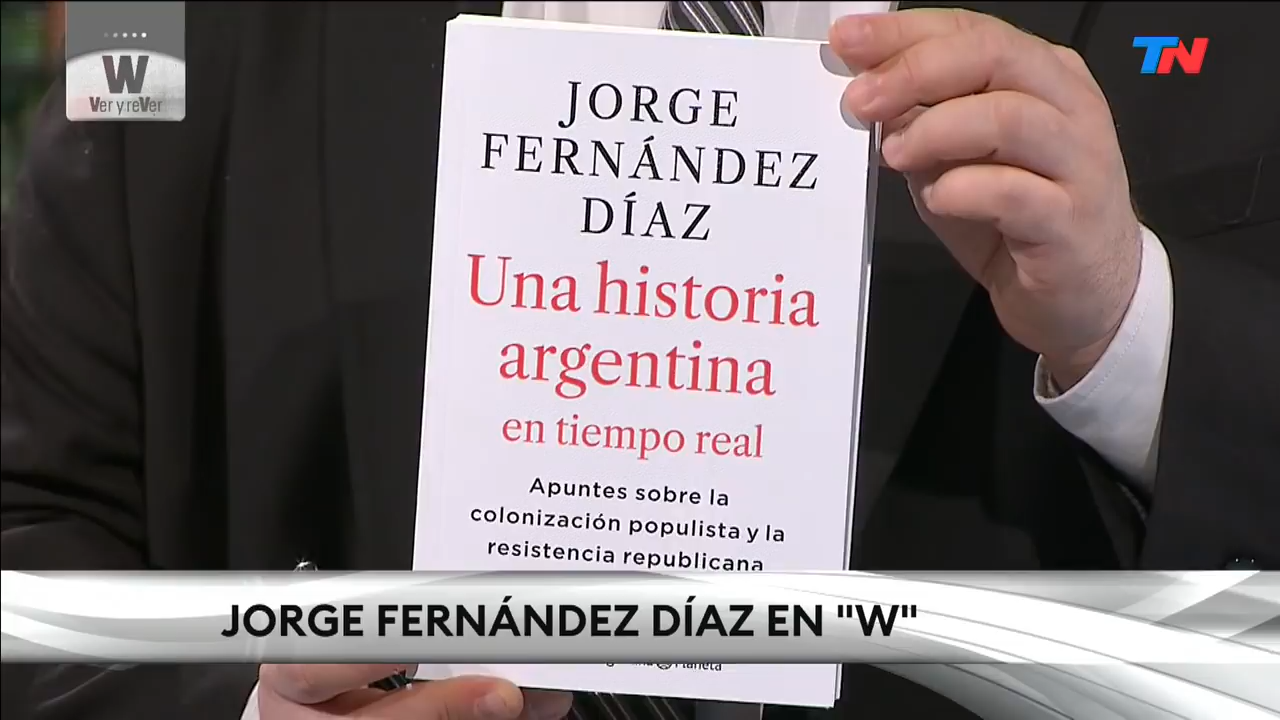 W
Ver y reVer
TN
JORGE
FERNÁNDEZ
DÍAZ
Una historia
argentina
en tiempo real
Apuntes sobre la
colonización populista y la
resistencia republicana
JORGE FERNÁNDEZ DÍAZ EN "W"
Planeta